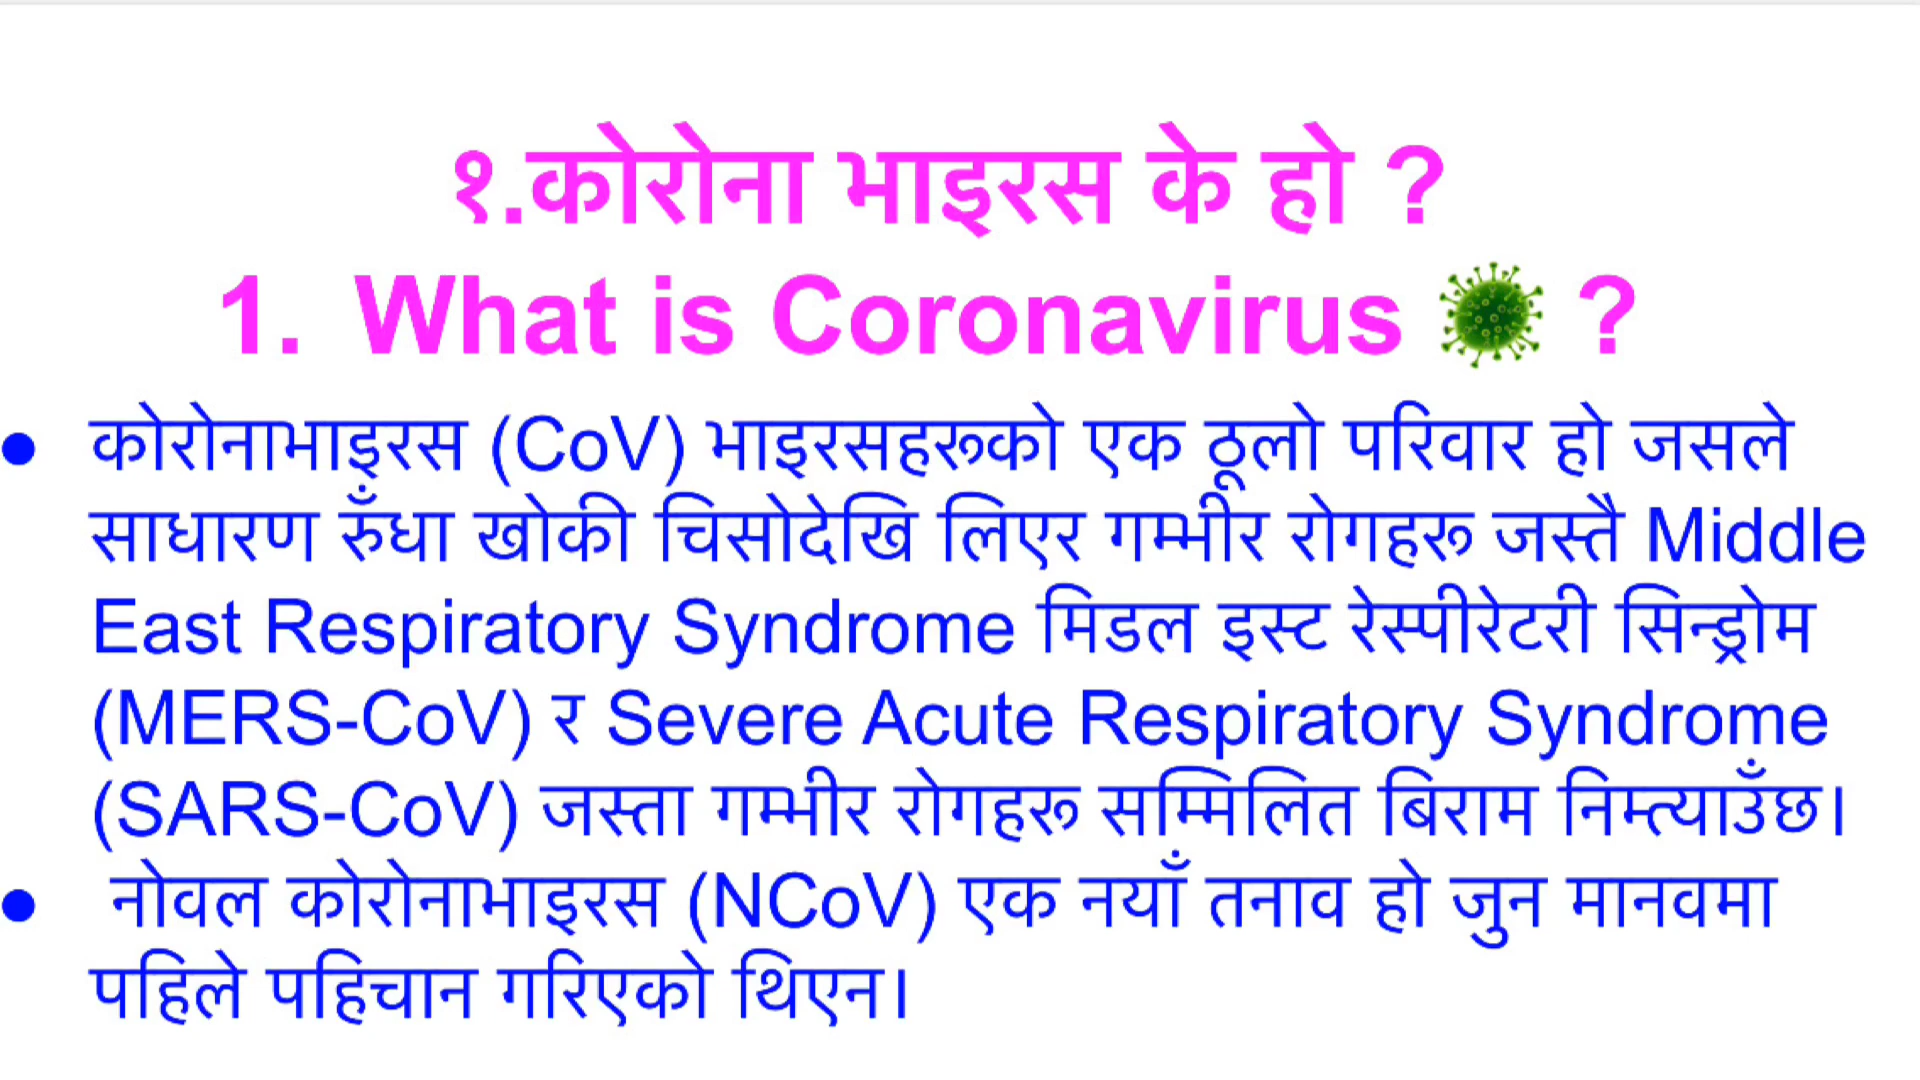 १.कोरोना भाइरस के हो ?
1. What is Coronavirus 🦠 ?
● कोरोनाभाइरस (CoV) भाइरसहरूको एक ठूलो परिवार हो जसले
साधारण रुँधा खोकी चिसोदेखि लिएर गम्भीर रोगहरू जस्तै Middle
East Respiratory Syndrome मिडल इस्ट रेस्पीरेटरी सिन्ड्रोम
(MERS-CoV) र Severe Acute Respiratory Syndrome
(SARS-CoV) जस्ता गम्भीर रोगहरू सम्मिलित बिराम निम्त्याउँछ।
● नोवल कोरोनाभाइरस (NCoV) एक नयाँ तनाव हो जुन मानवमा
पहिले पहिचान गरिएको थिएन।